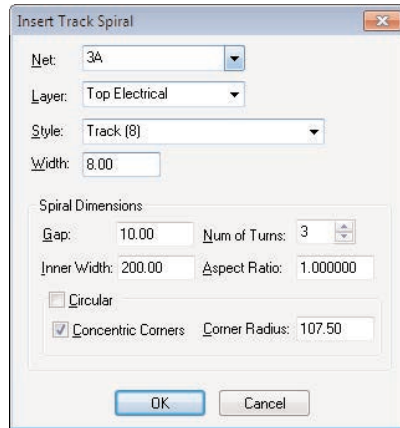 Insert Track Spiral
Net: 3A
Layer: Top Electrical
Style: Track (8)
Width: 8.00
Spiral Dimensions
Gap: 10.00 Num of Turns: 3
Inner Width: 200.00 Aspect Ratio: 1.000000
Circular
Concentric Corners Corner Radius: 107.50
OK Cancel